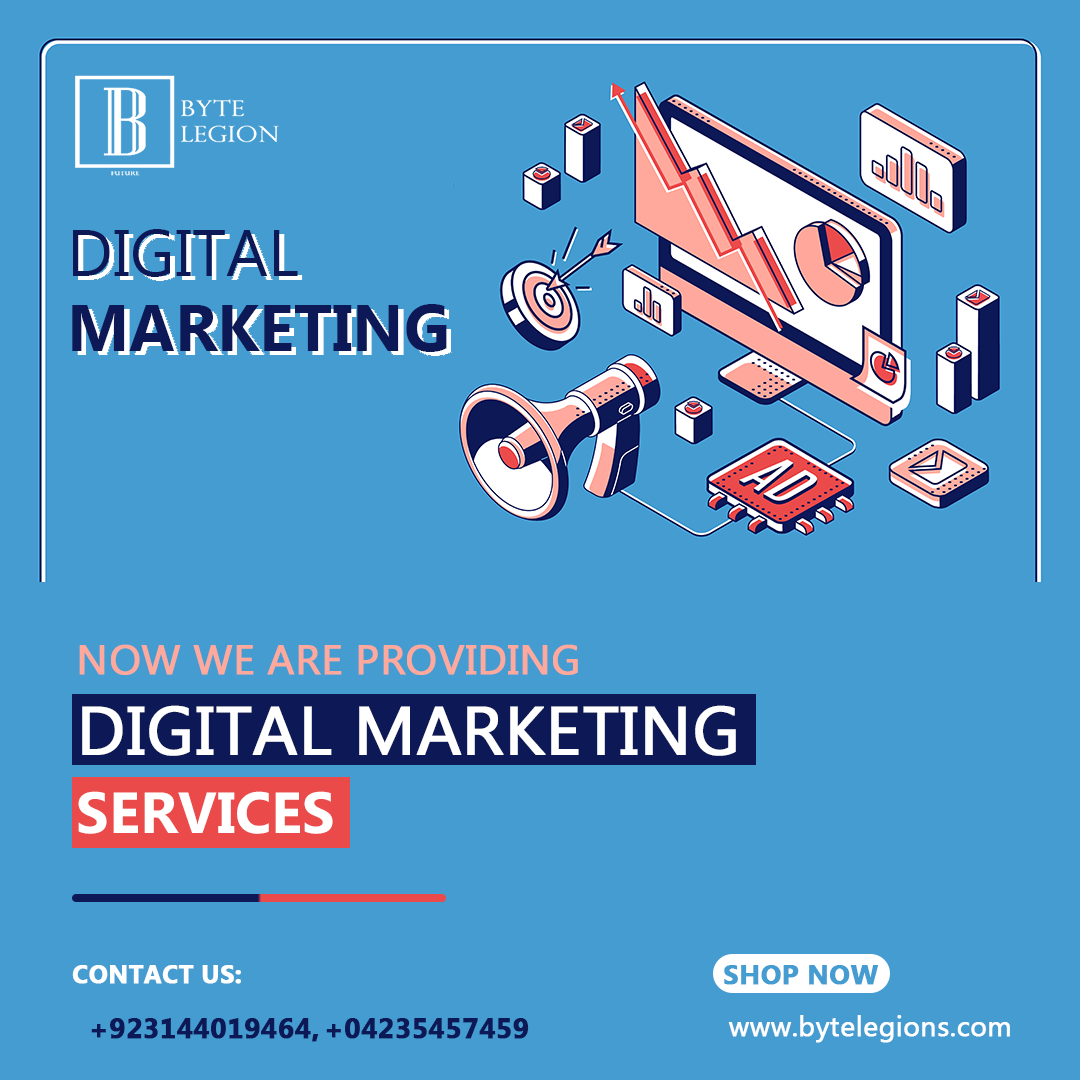 B
BYTE
LEGION
FUTURE
DIGITAL
MARKETING
AD
NOW WE ARE PROVIDING
DIGITAL MARKETING
SERVICES
CONTACT US:
+923144019464, +04235457459
SHOP NOW
www.bytelegions.com